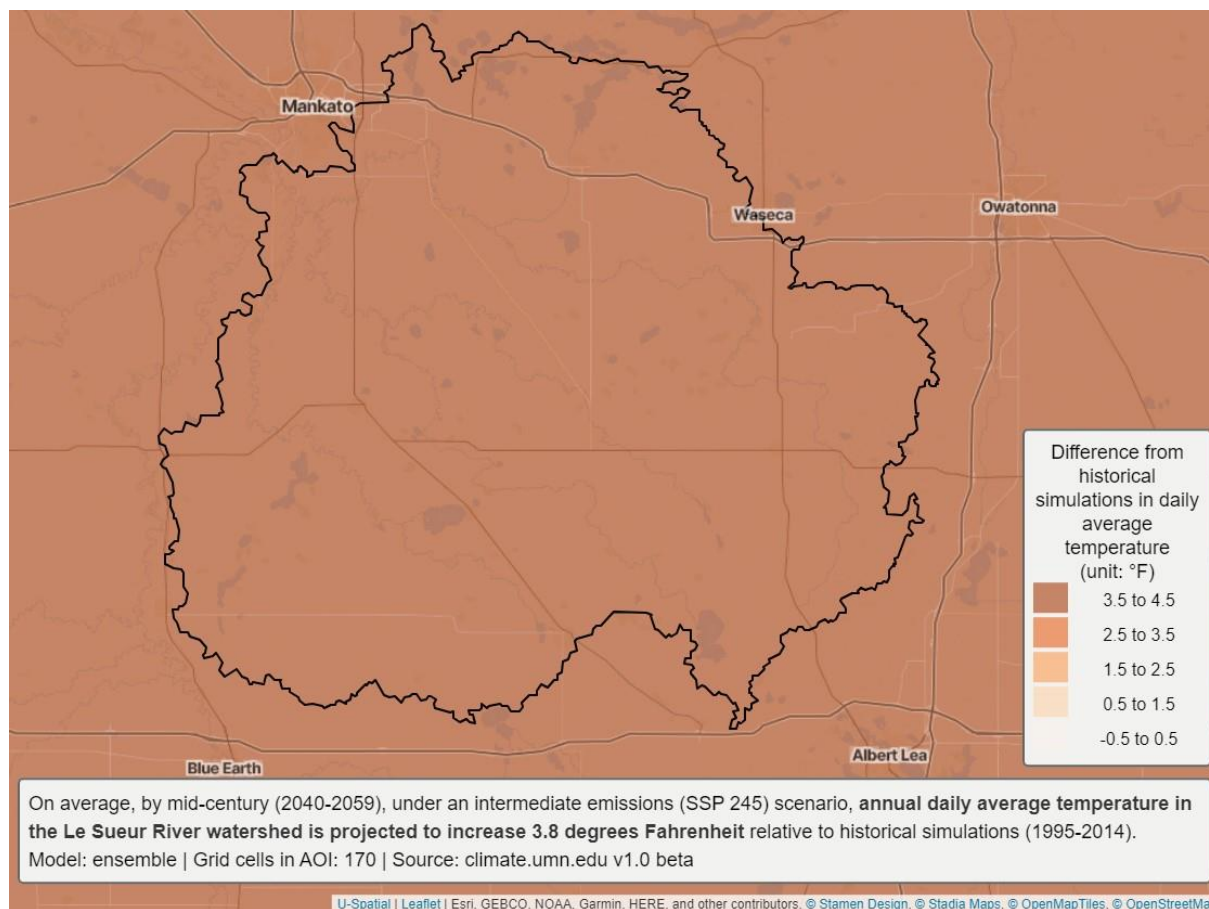 Mankato
Waseca
Owatonna
Difference from
historical
simulations in daily
average
temperature
(unit: °F)
3.5 to 4.5
2.5 to 3.5
1.5 to 2.5
0.5 to 1.5
-0.5 to 0.5
Albert Lea
Blue Earth
On average, by mid-century (2040-2059), under an intermediate emissions (SSP 245) scenario, annual daily average temperature in
the Le Sueur River watershed is projected to increase 3.8 degrees Fahrenheit relative to historical simulations (1995-2014).
Model: ensemble | Grid cells in AOI: 170 | Source: climate.umn.edu v1.0 beta
U-Spatial | Leaflet | Esri, GEBCO, NOAA, Garmin, HERE, and other contributors, © Stamen Design, © Stadia Maps, © OpenMapTiles, © OpenStreetMa